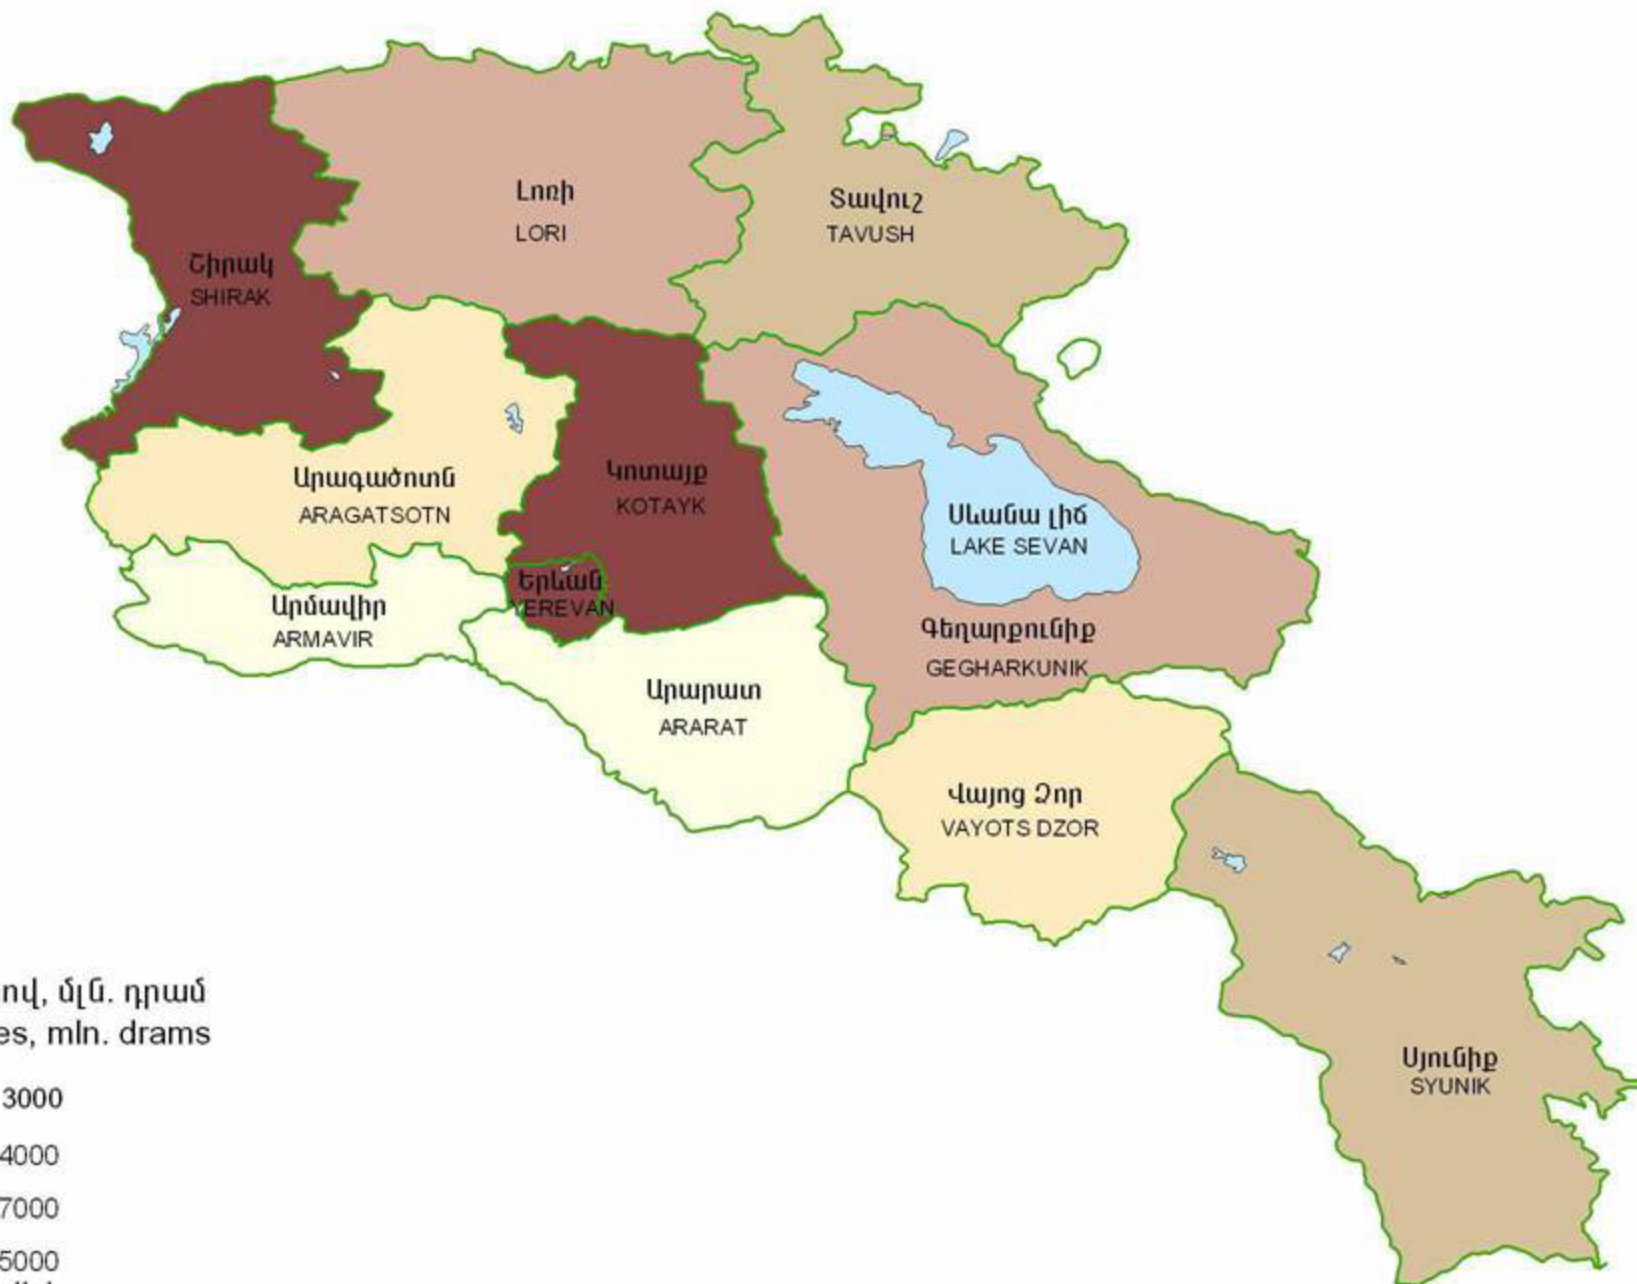 Լոռի
LORI
Տավուշ
TAVUSH
Շիրակ
SHIRAK
Արագածոտն
ARAGATSOTN
Կոտայք
KOTAYK
Սևանա լիճ
LAKE SEVAN
Երևան
YEREVAN
Արմավիր
ARMAVIR
Գեղարքունիք
GEGHARKUNIK
Արարատ
ARARAT
Վայոց Ձոր
VAYOTS DZOR
Սյունիք
SYUNIK
ով, մլն. դրամ
es, mln. drams
3000
4000
7000
5000